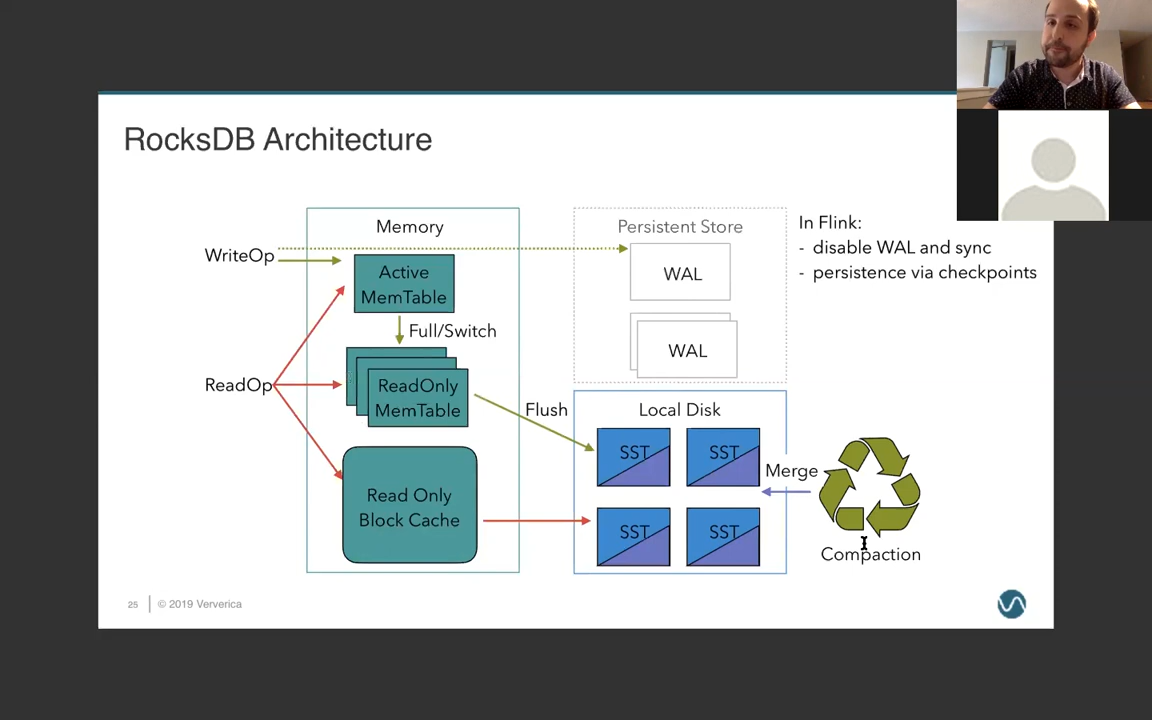 RocksDB Architecture
Memory
Persistent Store
In Flink:
- disable WAL and sync
- persistence via checkpoints
WriteOp
WAL
Active
MemTable
Full/Switch
WAL
ReadOp
ReadOnly
MemTable
Flush
Local Disk
SST
SST
Merge
Read Only
Block Cache
SST
SST
Compaction
25
© 2019 Ververica